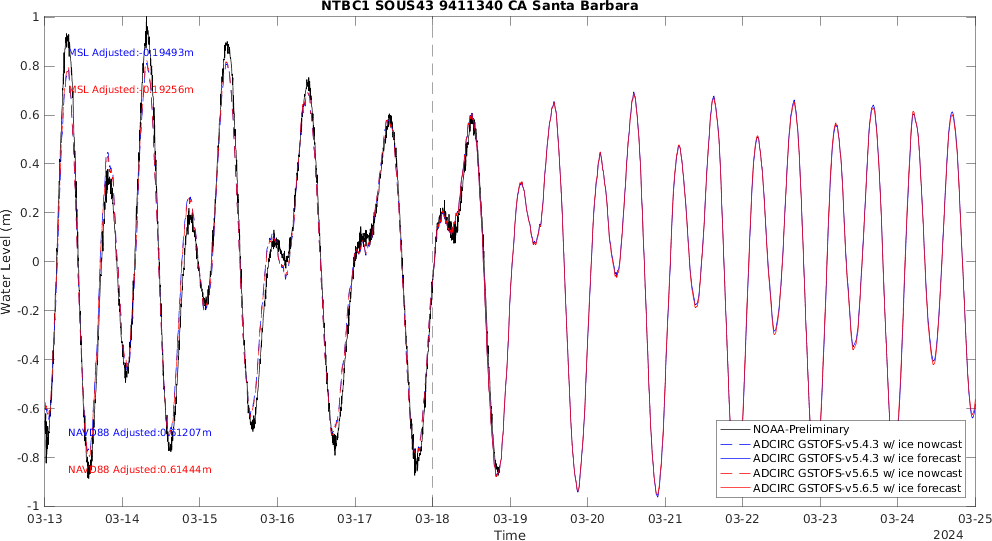 NTBC1 SOUS43 9411340 CA Santa Barbara
Water Level (m)
1
0.8
0.6
0.4
0.2
0
-0.2
-0.4
-0.6
-0.8
-1
MSL Adjusted:-0.19493m
MSL Adjusted:-0.19256m
NAVD88 Adjusted:0.61207m
NAVD88 Adjusted:0.61444m
NOAA-Preliminary
ADCIRC GSTOFS-v5.4.3 w/ ice nowcast
ADCIRC GSTOFS-v5.4.3 w/ ice forecast
ADCIRC GSTOFS-v5.6.5 w/ ice nowcast
ADCIRC GSTOFS-v5.6.5 w/ ice forecast
03-13 03-14 03-15 03-16 03-17 03-18 03-19 03-20 03-21 03-22 03-23 03-24 03-25
Time
2024